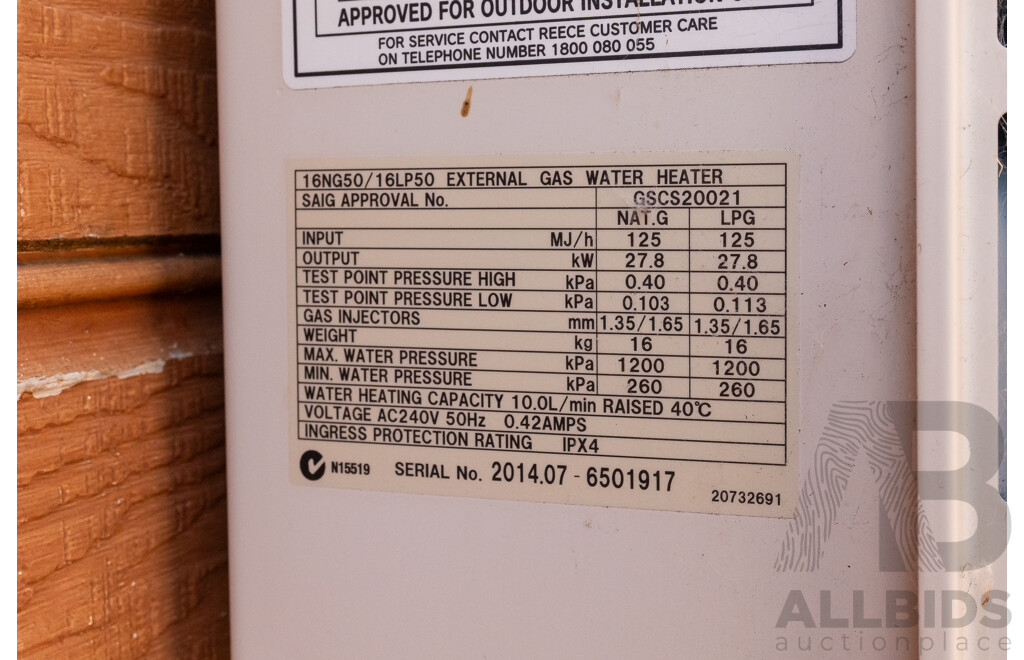 APPROVED FOR OUTDOOR INSTALLATION
FOR SERVICE CONTACT REECE CUSTOMER CARE
ON TELEPHONE NUMBER 1800 080 055
16NG50/16LP50 EXTERNAL GAS WATER HEATER
SAIG APPROVAL No. GSCS20021
NAT.G LPG
INPUT MJ/h 125 125
OUTPUT kW 27.8 27.8
TEST POINT PRESSURE HIGH kPa 0.40 0.40
TEST POINT PRESSURE LOW kPa 0.103 0.113
GAS INJECTORS mm 1.35/1.65 1.35/1.65
WEIGHT kg 16 16
MAX. WATER PRESSURE kPa 1200 1200
MIN. WATER PRESSURE kPa 260 260
WATER HEATING CAPACITY 10.0L/min RAISED 40℃
VOLTAGE AC240V 50Hz 0.42AMPS
INGRESS PROTECTION RATING IPX4
N15519 SERIAL No. 2014.07 - 6501917
20732691
AB
ALLBIDS
auctionplace